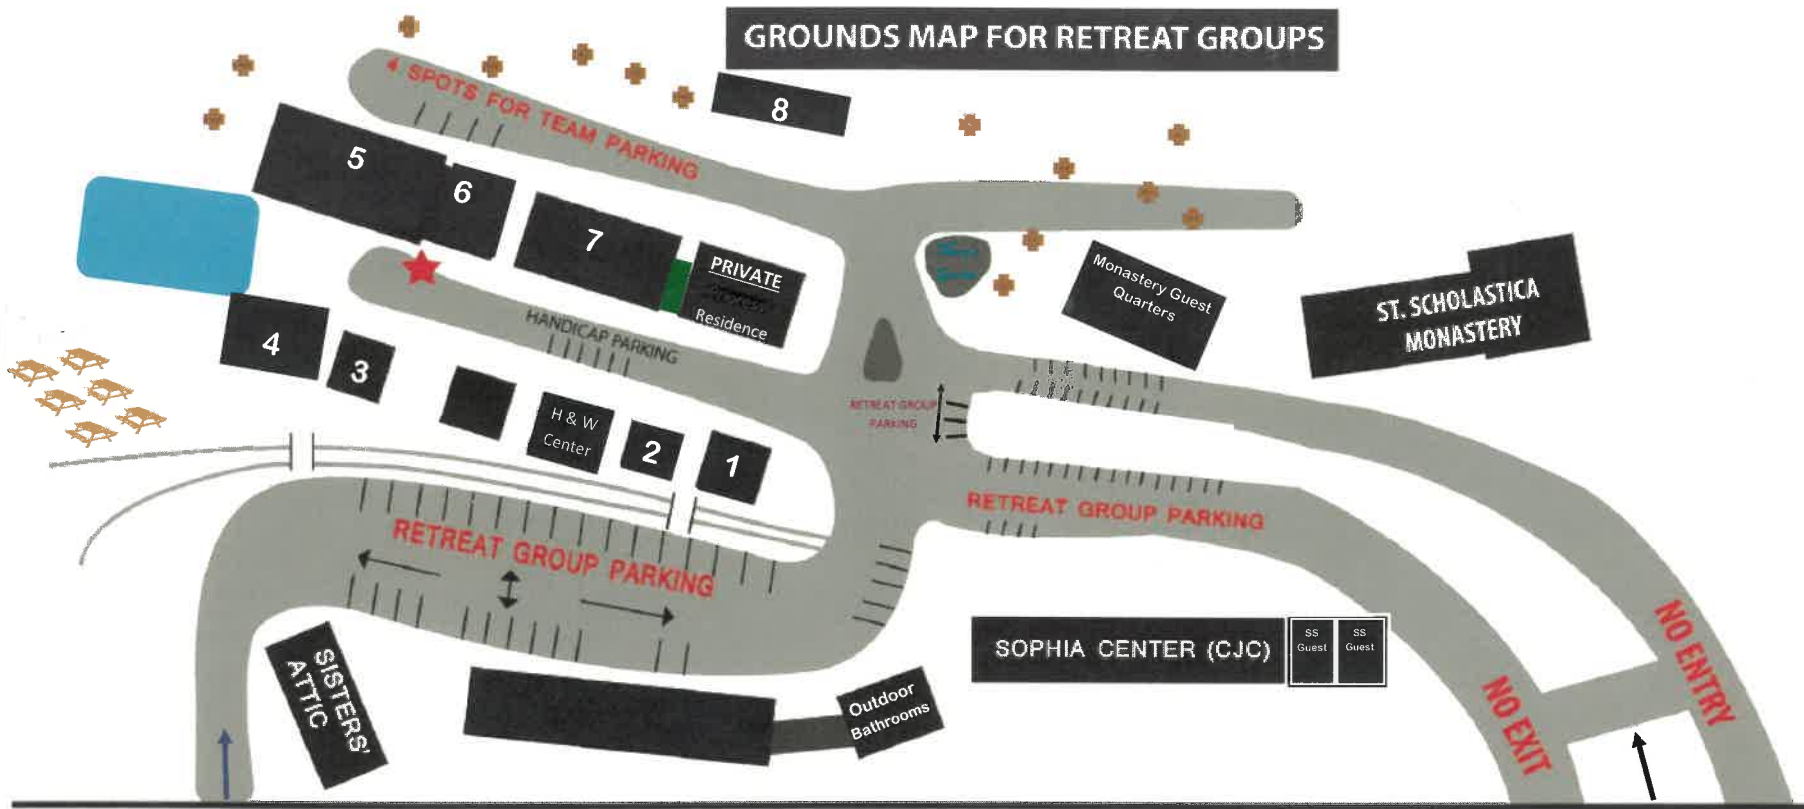 GROUNDS MAP FOR RETREAT GROUPS
4 SPOTS FOR TEAM PARKING
8
5
6
7
PRIVATE
Residence
HANDICAP PARKING
4
3
H & W
Center
2
1
Monastery Guest
Quarters
ST. SCHOLASTICA
MONASTERY
RETREAT GROUP
PARKING
RETREAT GROUP PARKING
RETREAT GROUP PARKING
SISTERS'
ATTIC
Outdoor
Bathrooms
SOPHIA CENTER (CJC)
SS
Guest
SS
Guest
NO EXIT
NO ENTRY